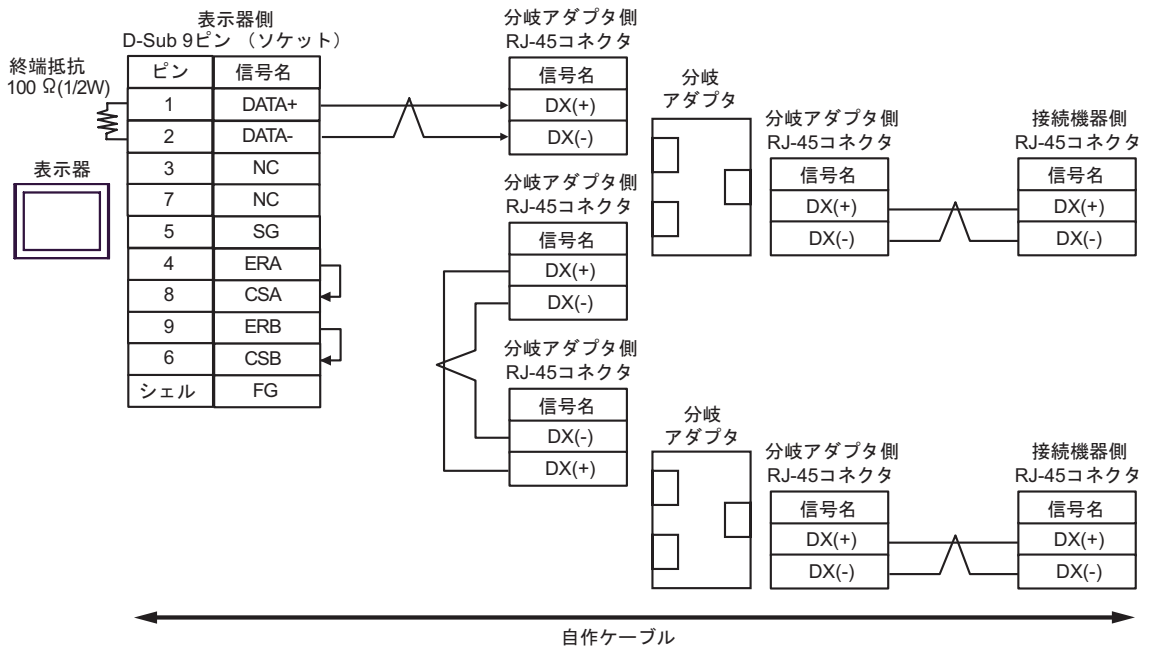 表示器側
D-Sub 9ピン （ソケット）
終端抵抗
100 Ω(1/2W)
ピン 信号名
1 DATA+
2 DATA-
3 NC
7 NC
5 SG
4 ERA
8 CSA
9 ERB
6 CSB
シェル FG
表示器
分岐アダプタ側
RJ-45コネクタ
信号名
DX(+)
DX(-)
分岐アダプタ側
RJ-45コネクタ
信号名
DX(+)
DX(-)
分岐アダプタ側
RJ-45コネクタ
信号名
DX(-)
DX(+)
分岐
アダプタ
分岐アダプタ側
RJ-45コネクタ
信号名
DX(+)
DX(-)
接続機器側
RJ-45コネクタ
信号名
DX(+)
DX(-)
分岐
アダプタ
分岐アダプタ側
RJ-45コネクタ
信号名
DX(+)
DX(-)
接続機器側
RJ-45コネクタ
信号名
DX(+)
DX(-)
自作ケーブル